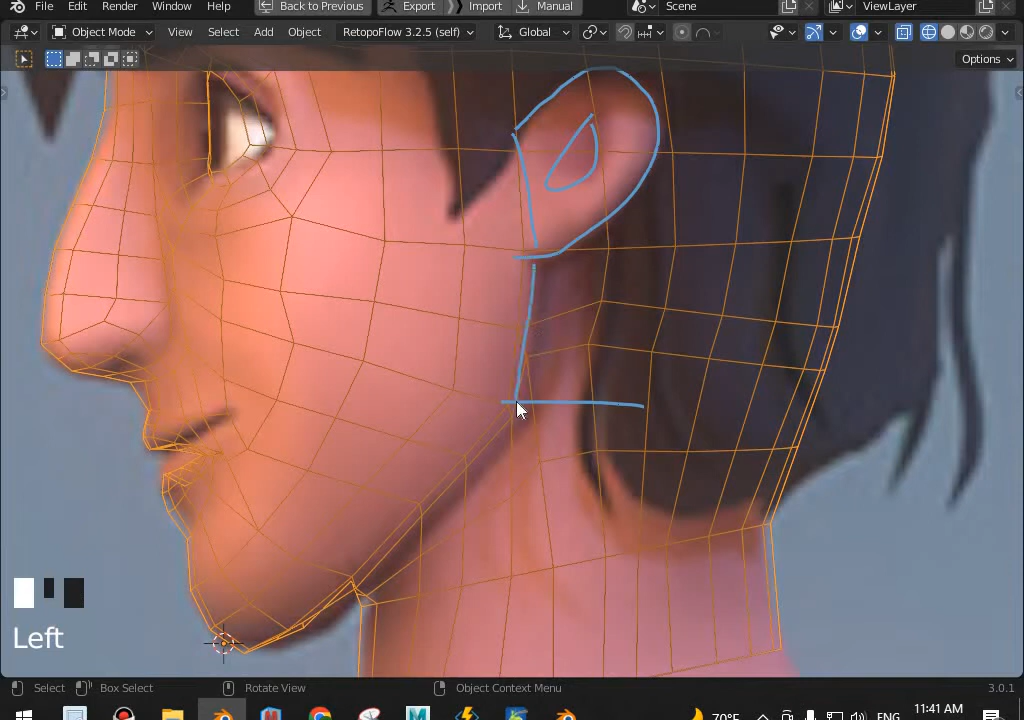 File Edit Render Window Help Back to Previous Export Import Manual Scene ViewLayer
Object Mode View Select Add Object RetopoFlow 3.2.5 (self) Global
Options
Left
Select Box Select Rotate View Object Context Menu 3.0.1
70°F ENG 11:41 AM